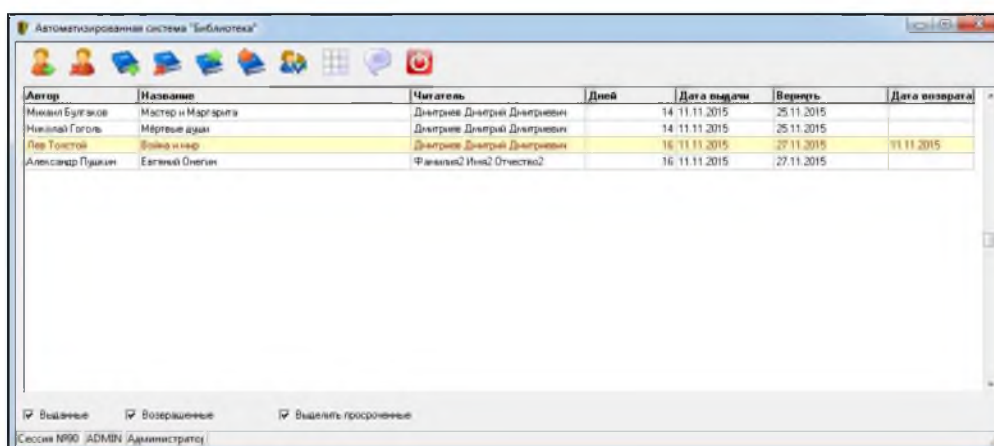 Автоматизированная система "Библиотека"
Автор Название Читатель Дней Дата выдачи Вернуть Дата возврата
Михаил Булгаков Мастер и Маргарита Дмитриев Дмитрий Дмитриевич 14 11.11.2015 25.11.2015
Николай Гоголь Мёртвые души Дмитриев Дмитрий Дмитриевич 14 11.11.2015 25.11.2015
Лев Толстой Война и мир Дмитриев Дмитрий Дмитриевич 16 11.11.2015 27.11.2015 11.11.2015
Александр Пушкин Евгений Онегин Фамилия2 Имя2 Отчество2 16 11.11.2015 27.11.2015
Выданные Возвращенные Выделить просроченные
Сессия №90 ADMIN Администратор